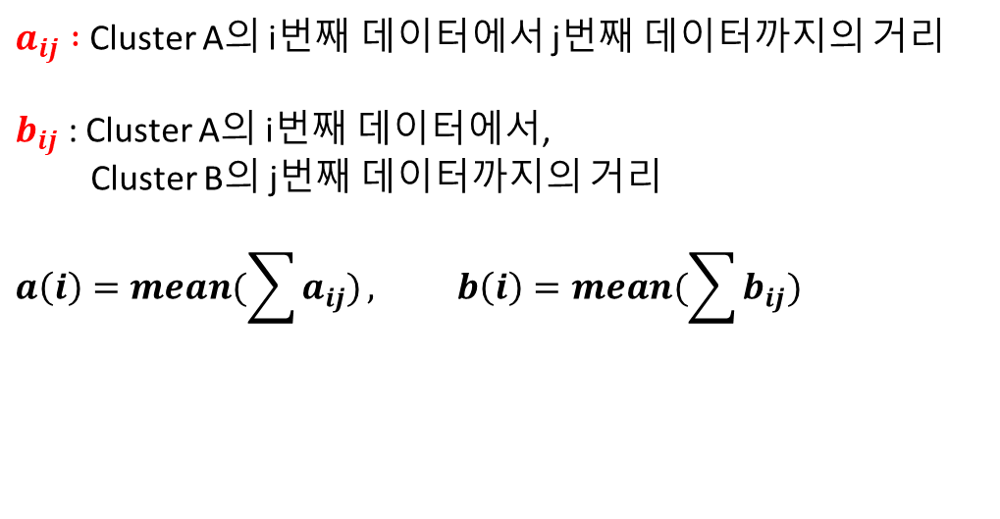 a_ij : Cluster A의 i번째 데이터에서 j번째 데이터까지의 거리
b_ij : Cluster A의 i번째 데이터에서,
Cluster B의 j번째 데이터까지의 거리
a(i) = mean(∑ a_ij), b(i) = mean(∑ b_ij)